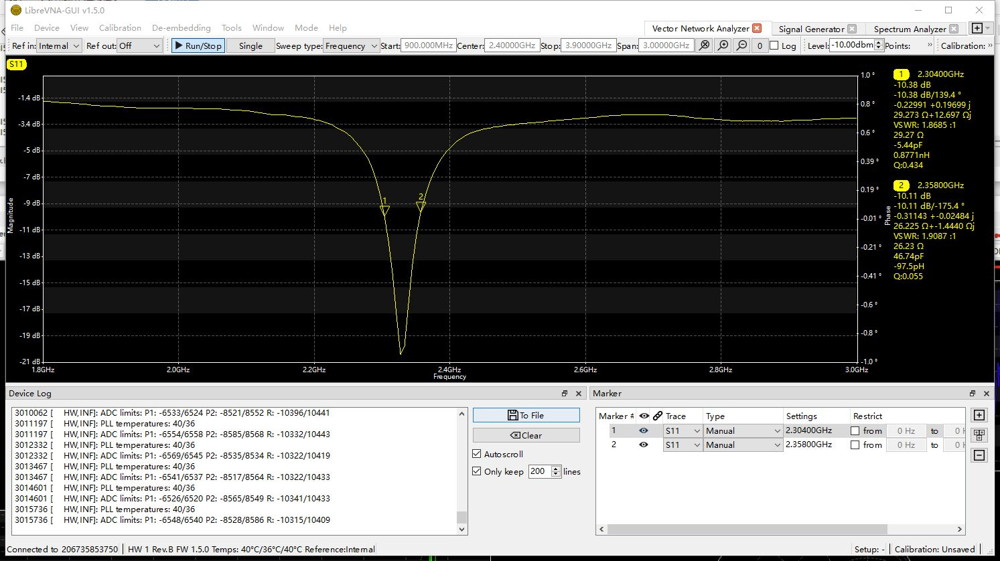 LibreVNA-GUI v1.5.0
File Device View Calibration De-embedding Tools Window Mode Help
Vector Network Analyzer Signal Generator Spectrum Analyzer
Ref in: Internal Ref out: Off Run/Stop Single Sweep type: Frequency Start: 900.000MHz Center: 2.40000GHz Stop: 3.90000GHz Span: 3.00000GHz 0 Log Level: -10.00dbm Points: » Calibration: »
S11
-1.4 dB
-3.4 dB
-5 dB
-7 dB
-9 dB
-11 dB
-13 dB
-15 dB
-17 dB
-19 dB
-21 dB
Magnitude
1
2
1.8GHz 2.0GHz 2.2GHz 2.4GHz 2.6GHz 2.8GHz 3.0GHz
Frequency
1.0 °
0.8 °
0.6 °
0.39 °
0.19 °
-0.01 °
-0.21 °
-0.41 °
-0.6 °
-0.8 °
-1.0 °
Phase
1 2.30400GHz
-10.38 dB
-10.38 dB/139.4 °
-0.22991 +0.19699 j
29.273 Ω+12.697 Ωj
VSWR: 1.8685 :1
29.27 Ω
-5.44pF
0.8771nH
Q:0.434
2 2.35800GHz
-10.11 dB
-10.11 dB/-175.4 °
-0.31143 +-0.02484 j
26.225 Ω+-1.4440 Ωj
VSWR: 1.9087 :1
26.23 Ω
46.74pF
-97.5pH
Q:0.055
Device Log
3010062 [ HW,INF]: ADC limits: P1: -6533/6524 P2: -8521/8552 R: -10396/10441
3011197 [ HW,INF]: PLL temperatures: 40/36
3011197 [ HW,INF]: ADC limits: P1: -6554/6558 P2: -8585/8568 R: -10332/10443
3012332 [ HW,INF]: PLL temperatures: 40/36
3012332 [ HW,INF]: ADC limits: P1: -6569/6545 P2: -8535/8534 R: -10322/10419
3013467 [ HW,INF]: PLL temperatures: 40/36
3013467 [ HW,INF]: ADC limits: P1: -6541/6537 P2: -8517/8564 R: -10322/10433
3014601 [ HW,INF]: PLL temperatures: 40/36
3014601 [ HW,INF]: ADC limits: P1: -6526/6520 P2: -8565/8549 R: -10341/10433
3015736 [ HW,INF]: PLL temperatures: 40/36
3015736 [ HW,INF]: ADC limits: P1: -6548/6540 P2: -8528/8586 R: -10315/10409
To File
Clear
Autoscroll
Only keep 200 lines
Marker
Marker # Trace Type Settings Restrict
1 S11 Manual 2.30400GHz from 0 Hz to 0 H
2 S11 Manual 2.35800GHz from 0 Hz to 0 H
Connected to 206735853750 HW 1 Rev.B FW 1.5.0 Temps: 40°C/36°C/40°C Reference:Internal Setup: - Calibration: Unsaved